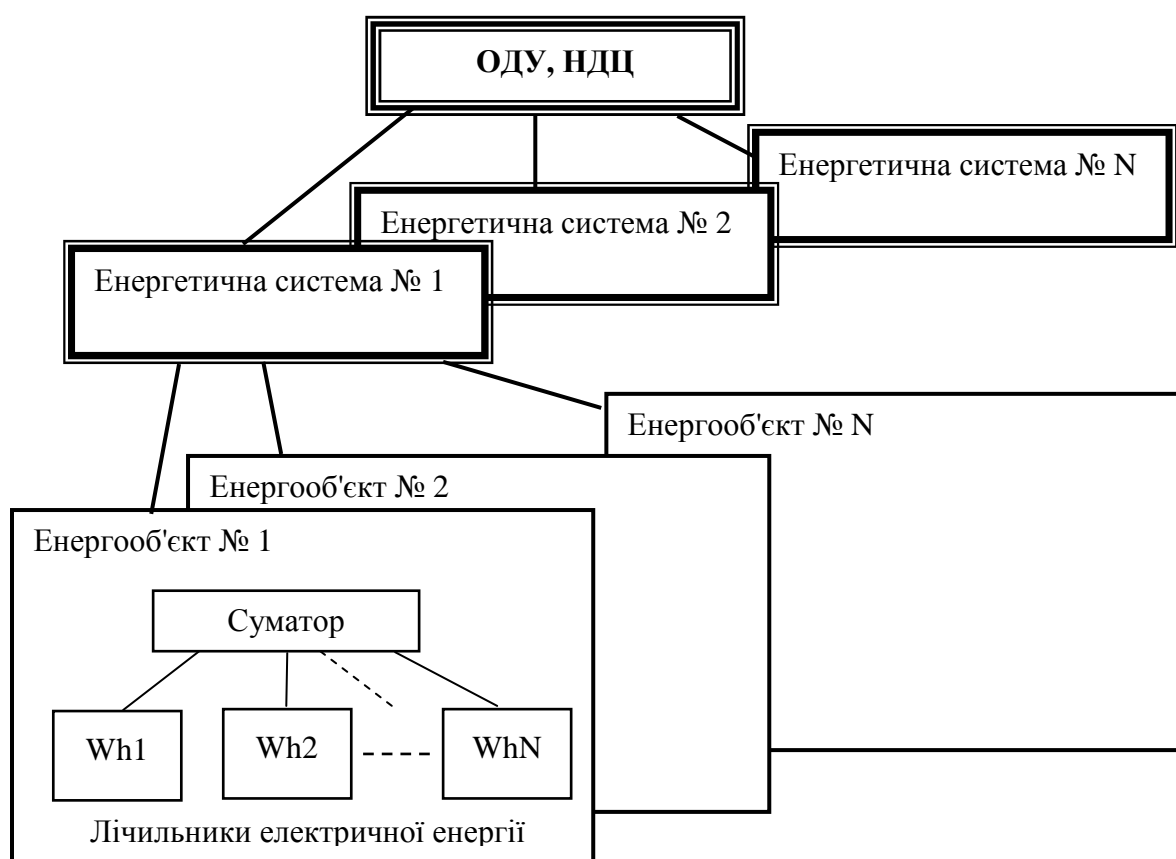 ОДУ, НДЦ
Енергетична система № N
Енергетична система № 2
Енергетична система № 1
Енергооб'єкт № N
Енергооб'єкт № 2
Енергооб'єкт № 1
Суматор
Wh1 Wh2 WhN
Лічильники електричної енергії